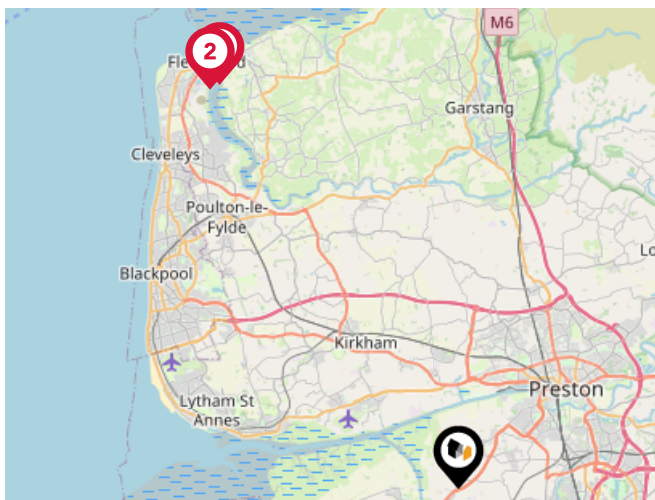 M6
2
Garstang
Cleveleys
Poulton-le-
Fylde
Blackpool
Kirkham
Preston
Lytham St
Annes